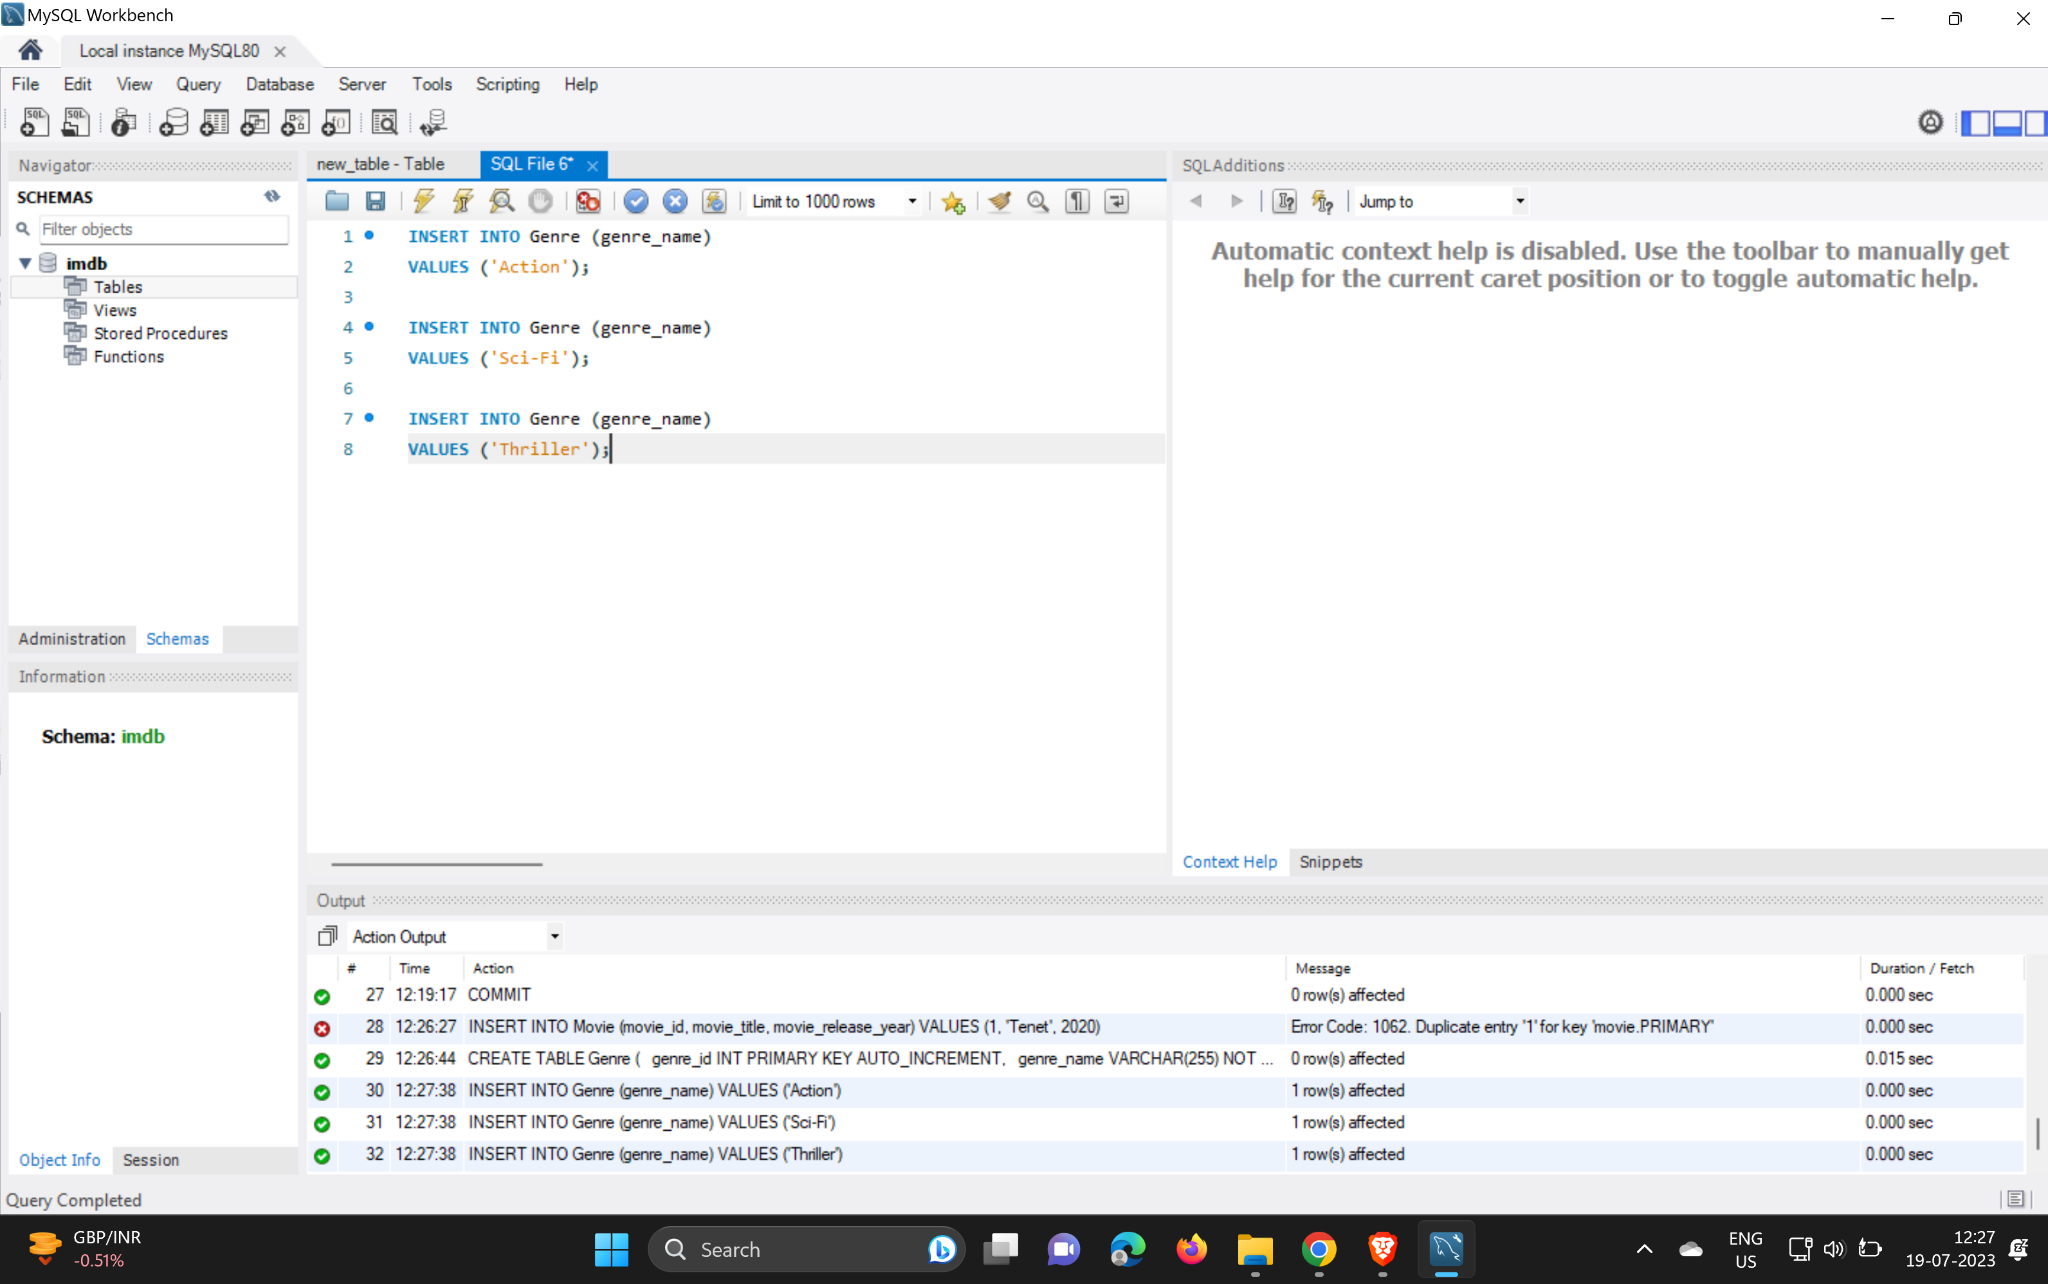 MySQL Workbench
Local instance MySQL80
File Edit View Query Database Server Tools Scripting Help
Navigator
SCHEMAS
Filter objects
imdb
Tables
Views
Stored Procedures
Functions
Administration Schemas
Information
Schema: imdb
Object Info Session
new_table - Table SQL File 6*
Limit to 1000 rows
1 INSERT INTO Genre (genre_name)
2 VALUES ('Action');
3
4 INSERT INTO Genre (genre_name)
5 VALUES ('Sci-Fi');
6
7 INSERT INTO Genre (genre_name)
8 VALUES ('Thriller');
SQLAdditions
Jump to
Automatic context help is disabled. Use the toolbar to manually get
help for the current caret position or to toggle automatic help.
Context Help Snippets
Output
Action Output
# Time Action Message Duration / Fetch
27 12:19:17 COMMIT 0 row(s) affected 0.000 sec
28 12:26:27 INSERT INTO Movie (movie_id, movie_title, movie_release_year) VALUES (1, 'Tenet', 2020) Error Code: 1062. Duplicate entry '1' for key 'movie.PRIMARY' 0.000 sec
29 12:26:44 CREATE TABLE Genre ( genre_id INT PRIMARY KEY AUTO_INCREMENT, genre_name VARCHAR(255) NOT ... 0 row(s) affected 0.015 sec
30 12:27:38 INSERT INTO Genre (genre_name) VALUES ('Action') 1 row(s) affected 0.000 sec
31 12:27:38 INSERT INTO Genre (genre_name) VALUES ('Sci-Fi') 1 row(s) affected 0.000 sec
32 12:27:38 INSERT INTO Genre (genre_name) VALUES ('Thriller') 1 row(s) affected 0.000 sec
Query Completed
GBP/INR
-0.51%
Search
ENG
US
12:27
19-07-2023